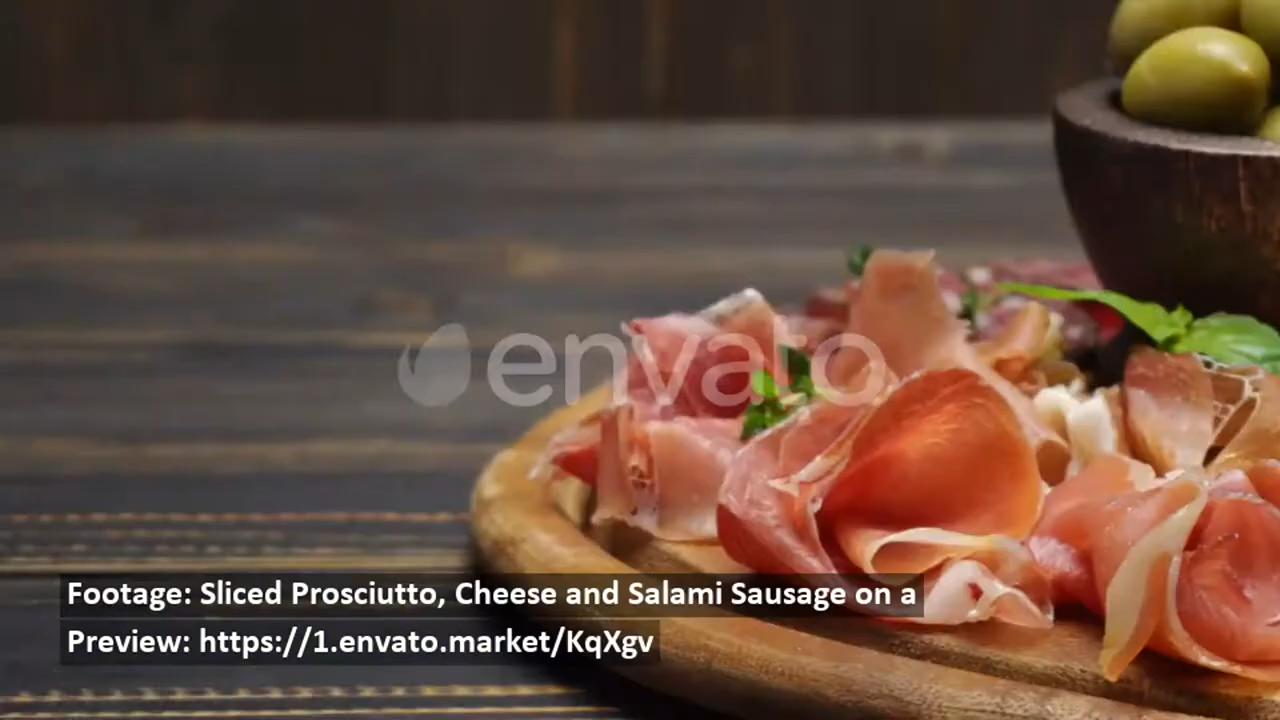 envato
Footage: Sliced Prosciutto, Cheese and Salami Sausage on a
Preview: https://1.envato.market/KqXgv